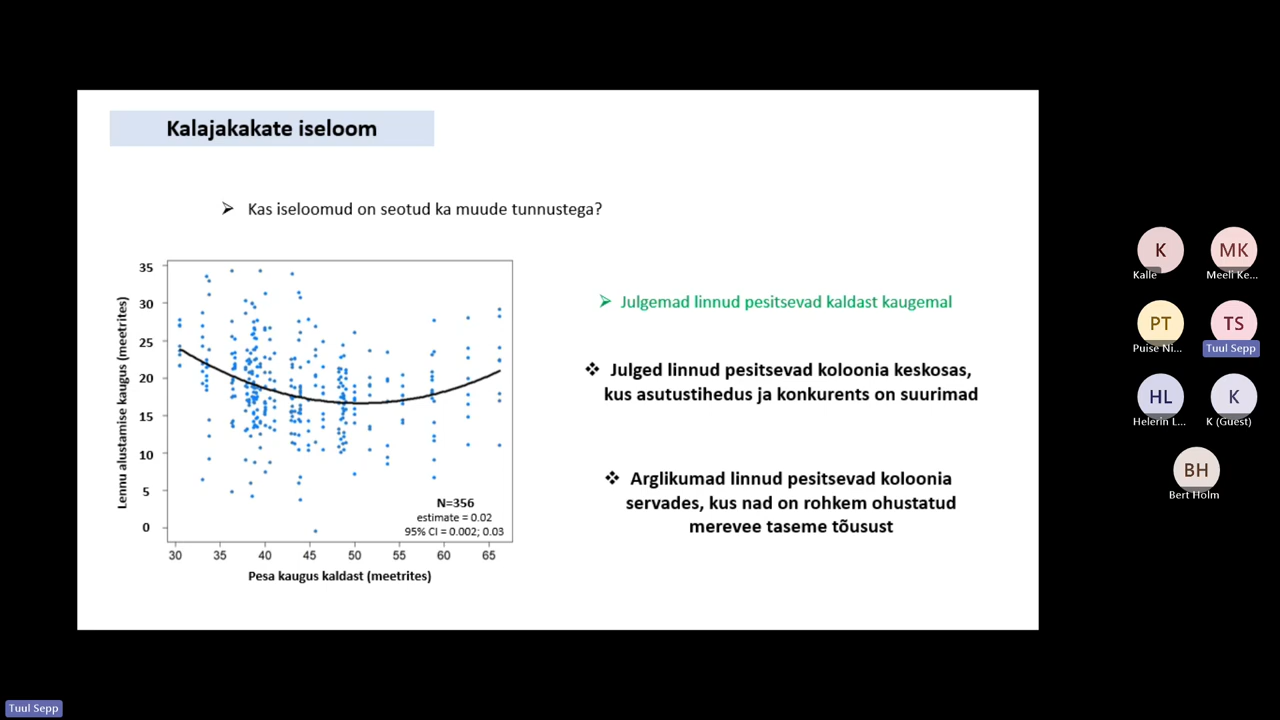 Kalajakakate iseloom
➢ Kas iseloomud on seotud ka muude tunnustega?
Lennu alustamise kaugus (meetrites)
35
30
25
20
15
10
5
0
N=356
estimate = 0.02
95% CI = 0.002; 0.03
30 35 40 45 50 55 60 65
Pesa kaugus kaldast (meetrites)
➢ Julgemad linnud pesitsevad kaldast kaugemal
❖ Julged linnud pesitsevad koloonia keskosas,
kus asutustihedus ja konkurents on suurimad
❖ Arglikumad linnud pesitsevad koloonia
servades, kus nad on rohkem ohustatud
merevee taseme tõusust
K
Kalle
MK
Meeli Ke...
PT
Puise Ni...
TS
Tuul Sepp
HL
Helerin L...
K
K (Guest)
BH
Bert Holm
Tuul Sepp